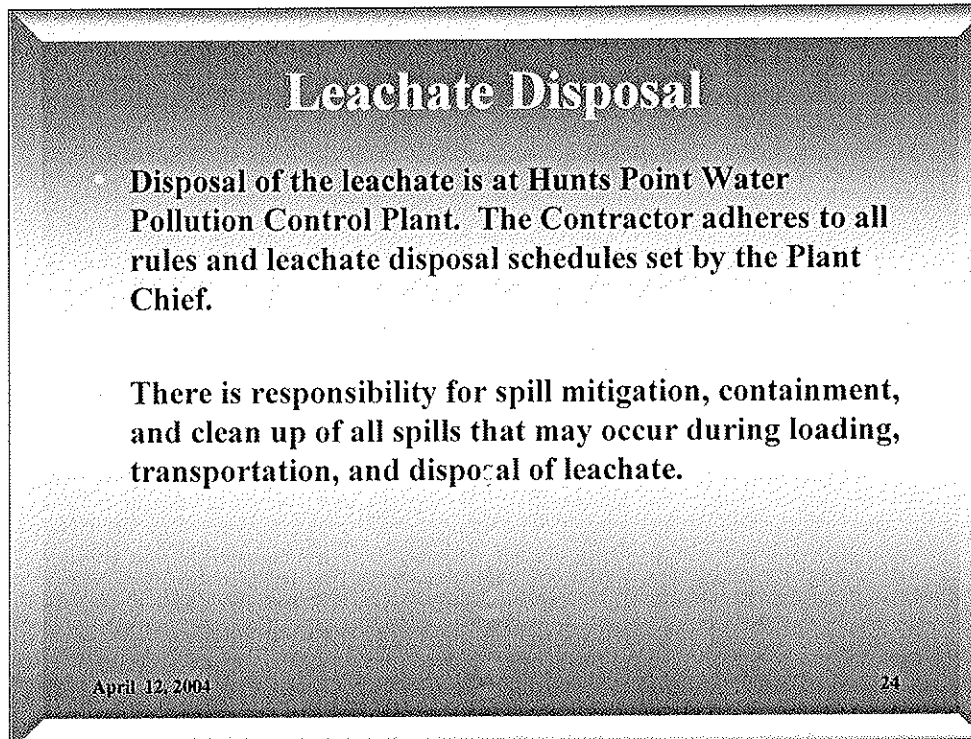 Leachate Disposal
Disposal of the leachate is at Hunts Point Water
Pollution Control Plant. The Contractor adheres to all
rules and leachate disposal schedules set by the Plant
Chief.
There is responsibility for spill mitigation, containment,
and clean up of all spills that may occur during loading,
transportation, and disposal of leachate.
April 12, 2004
24